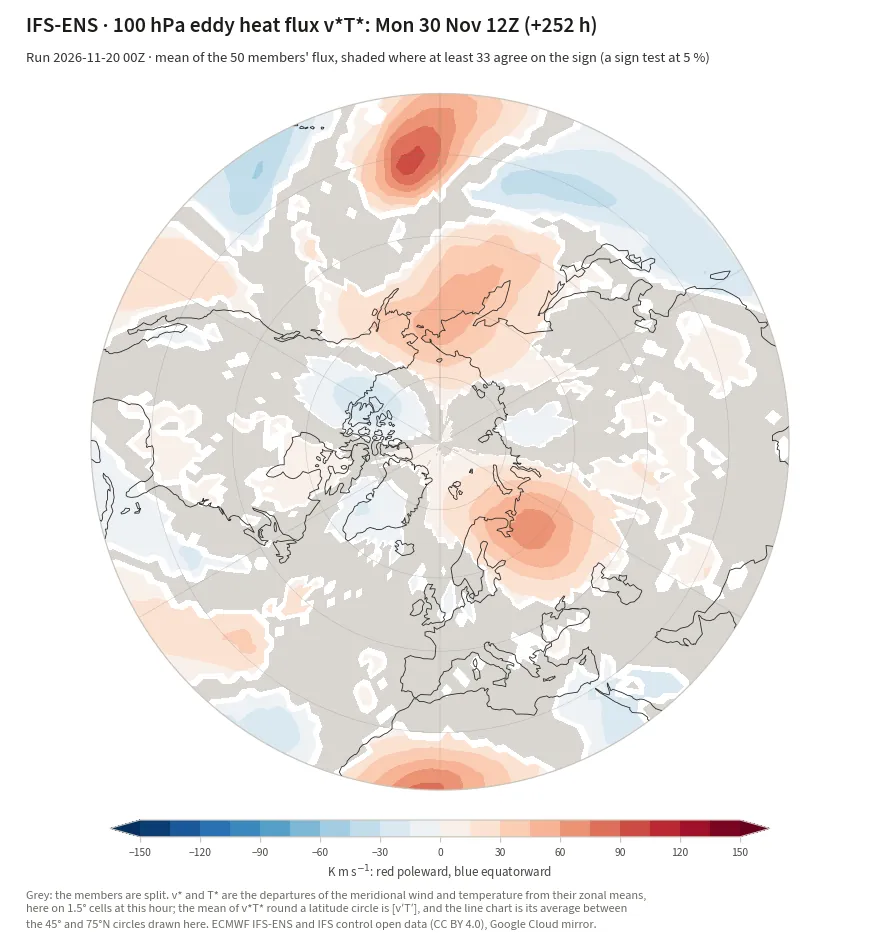 IFS-ENS · 100 hPa eddy heat flux v*T*: Mon 30 Nov 12Z (+252 h)
Run 2026-11-20 00Z · mean of the 50 members' flux, shaded where at least 33 agree on the sign (a sign test at 5 %)
−150 −120 −90 −60 −30 0 30 60 90 120 150
K m s⁻¹: red poleward, blue equatorward
Grey: the members are split. v* and T* are the departures of the meridional wind and temperature from their zonal means,
here on 1.5° cells at this hour; the mean of v*T* round a latitude circle is [v'T'], and the line chart is its average between
the 45° and 75°N circles drawn here. ECMWF IFS-ENS and IFS control open data (CC BY 4.0), Google Cloud mirror.